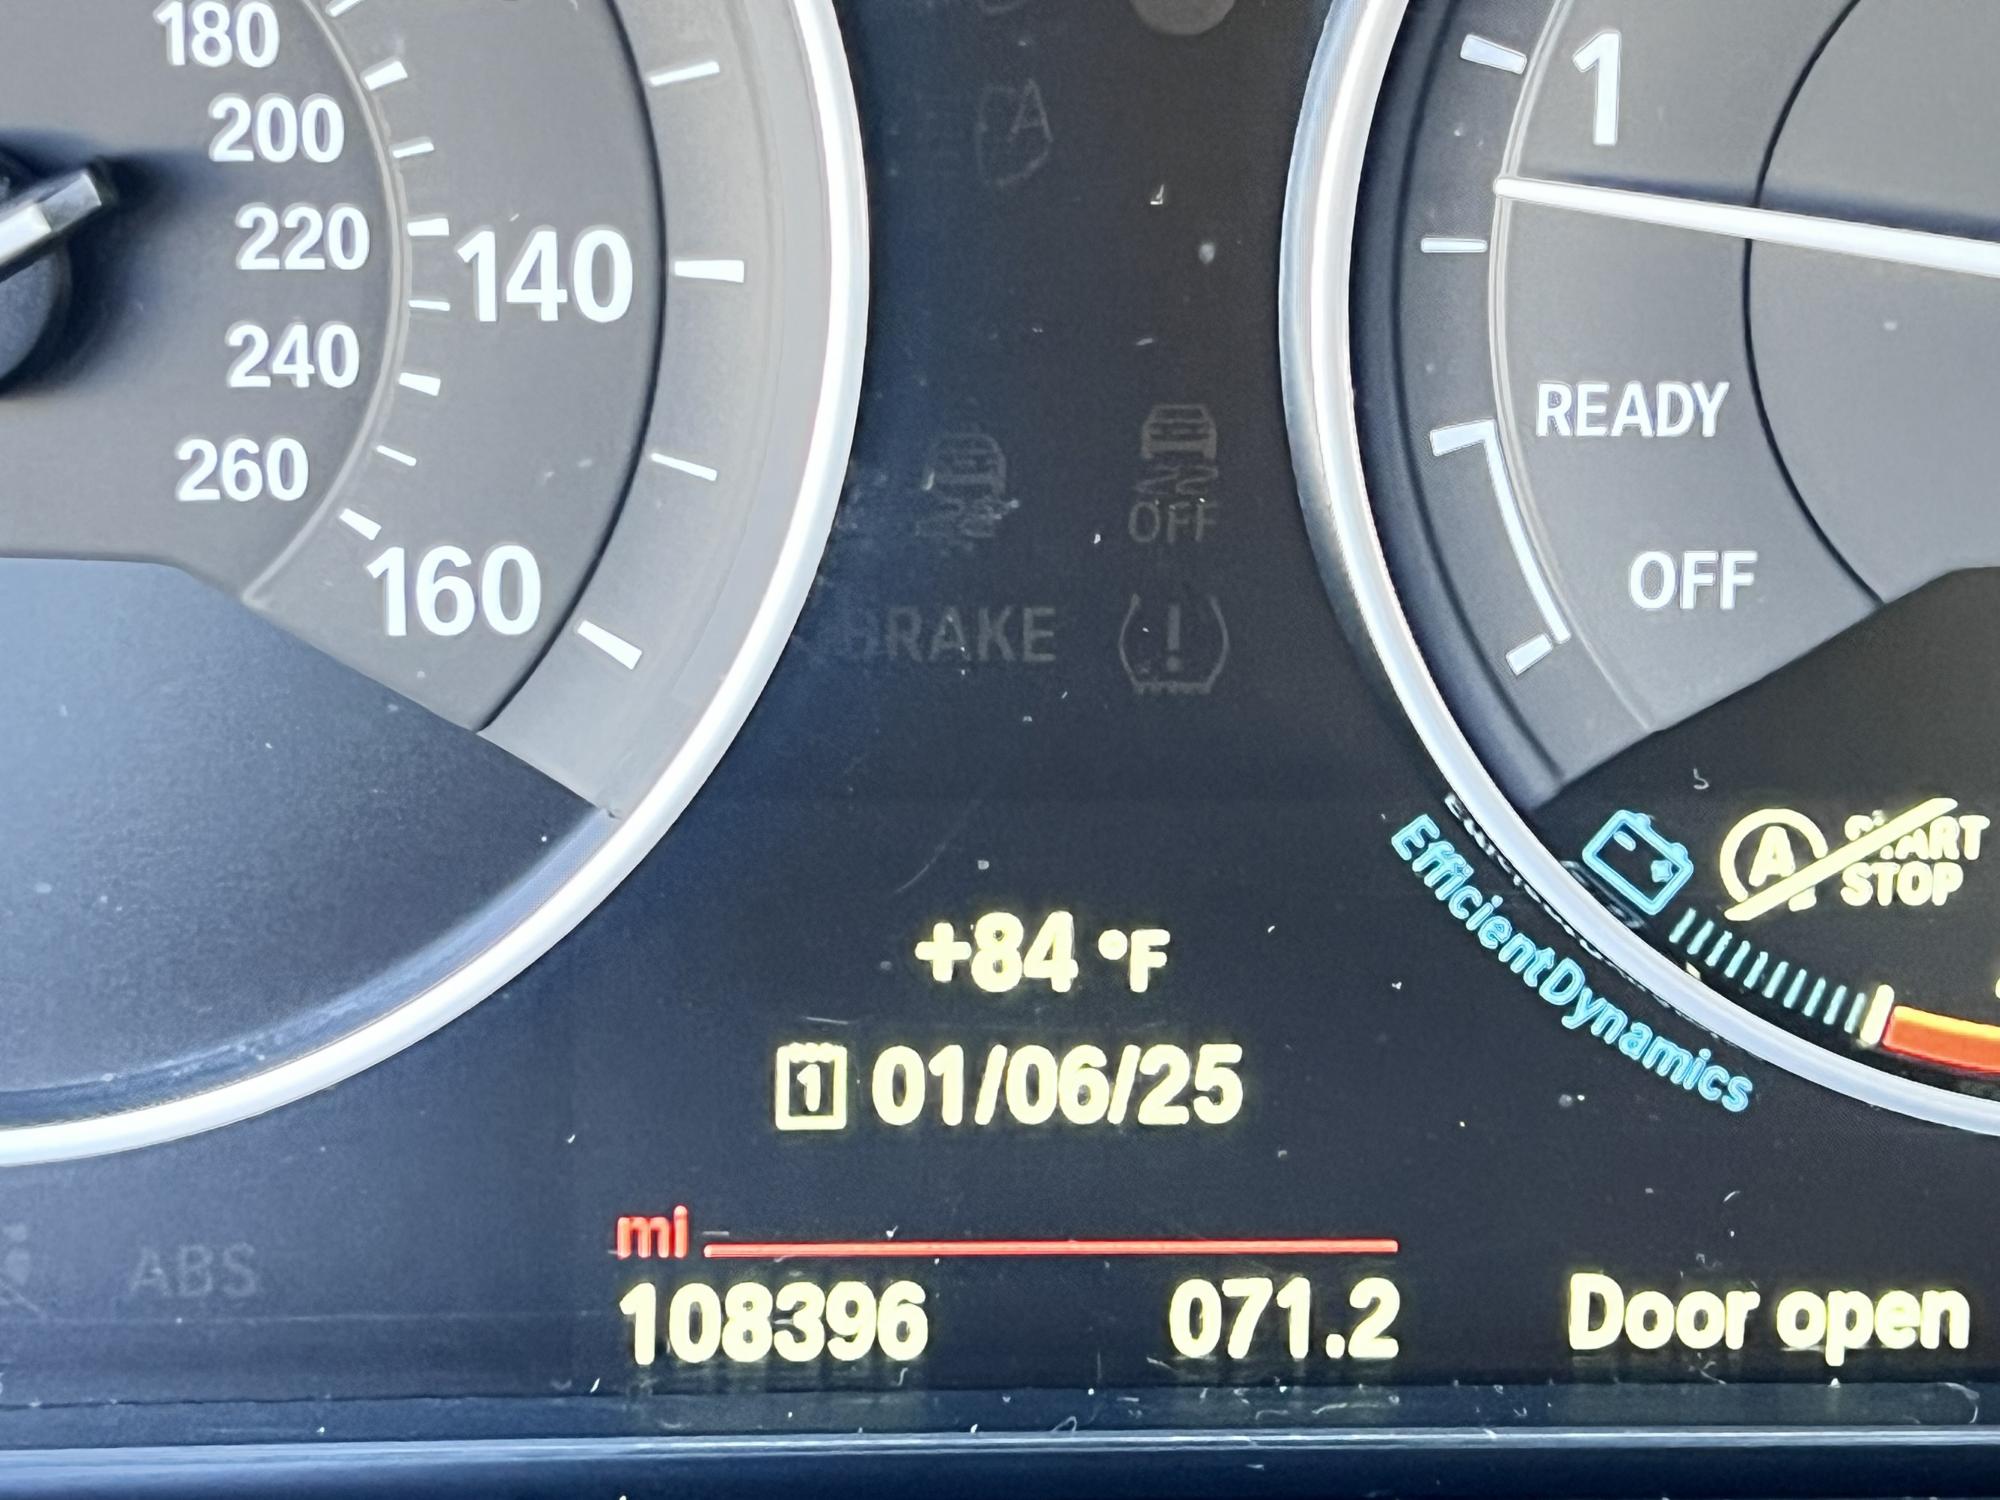 180
200
220
240
260
140
160
1
READY
OFF
A
OFF
BRAKE
!
A START
STOP
EfficientDynamics
+84 °F
1 01/06/25
mi
108396 071.2 Door open
ABS